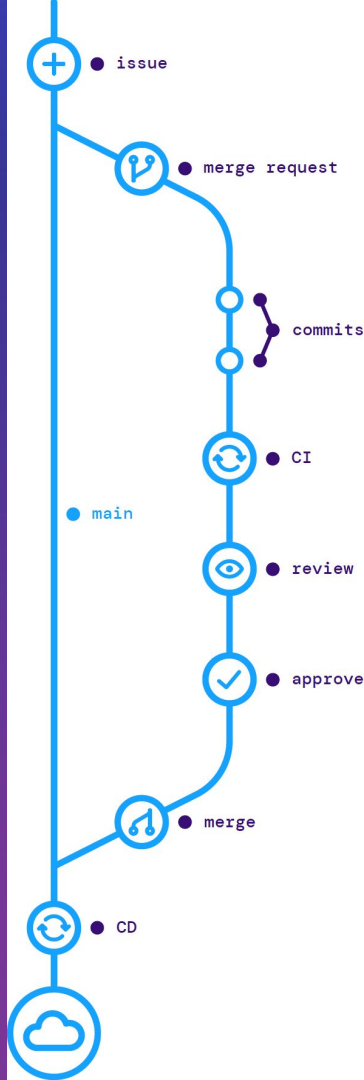 issue
merge request
commits
CI
main
review
approve
merge
CD